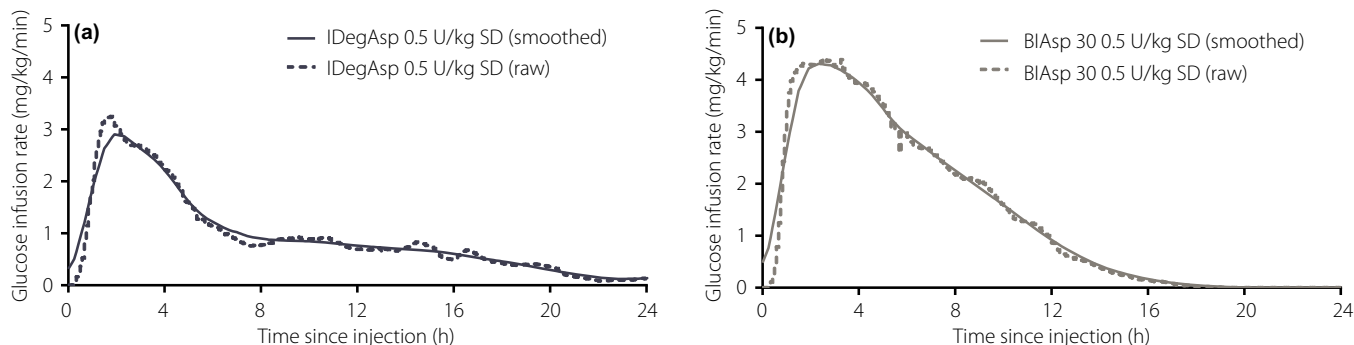 (a)
IDegAsp 0.5 U/kg SD (smoothed)
IDegAsp 0.5 U/kg SD (raw)
Glucose infusion rate (mg/kg/min)
5
4
3
2
1
0
0 4 8 12 16 20 24
Time since injection (h)
(b)
BIAsp 30 0.5 U/kg SD (smoothed)
BIAsp 30 0.5 U/kg SD (raw)
Glucose infusion rate (mg/kg/min)
5
4
3
2
1
0
0 4 8 12 16 20 24
Time since injection (h)